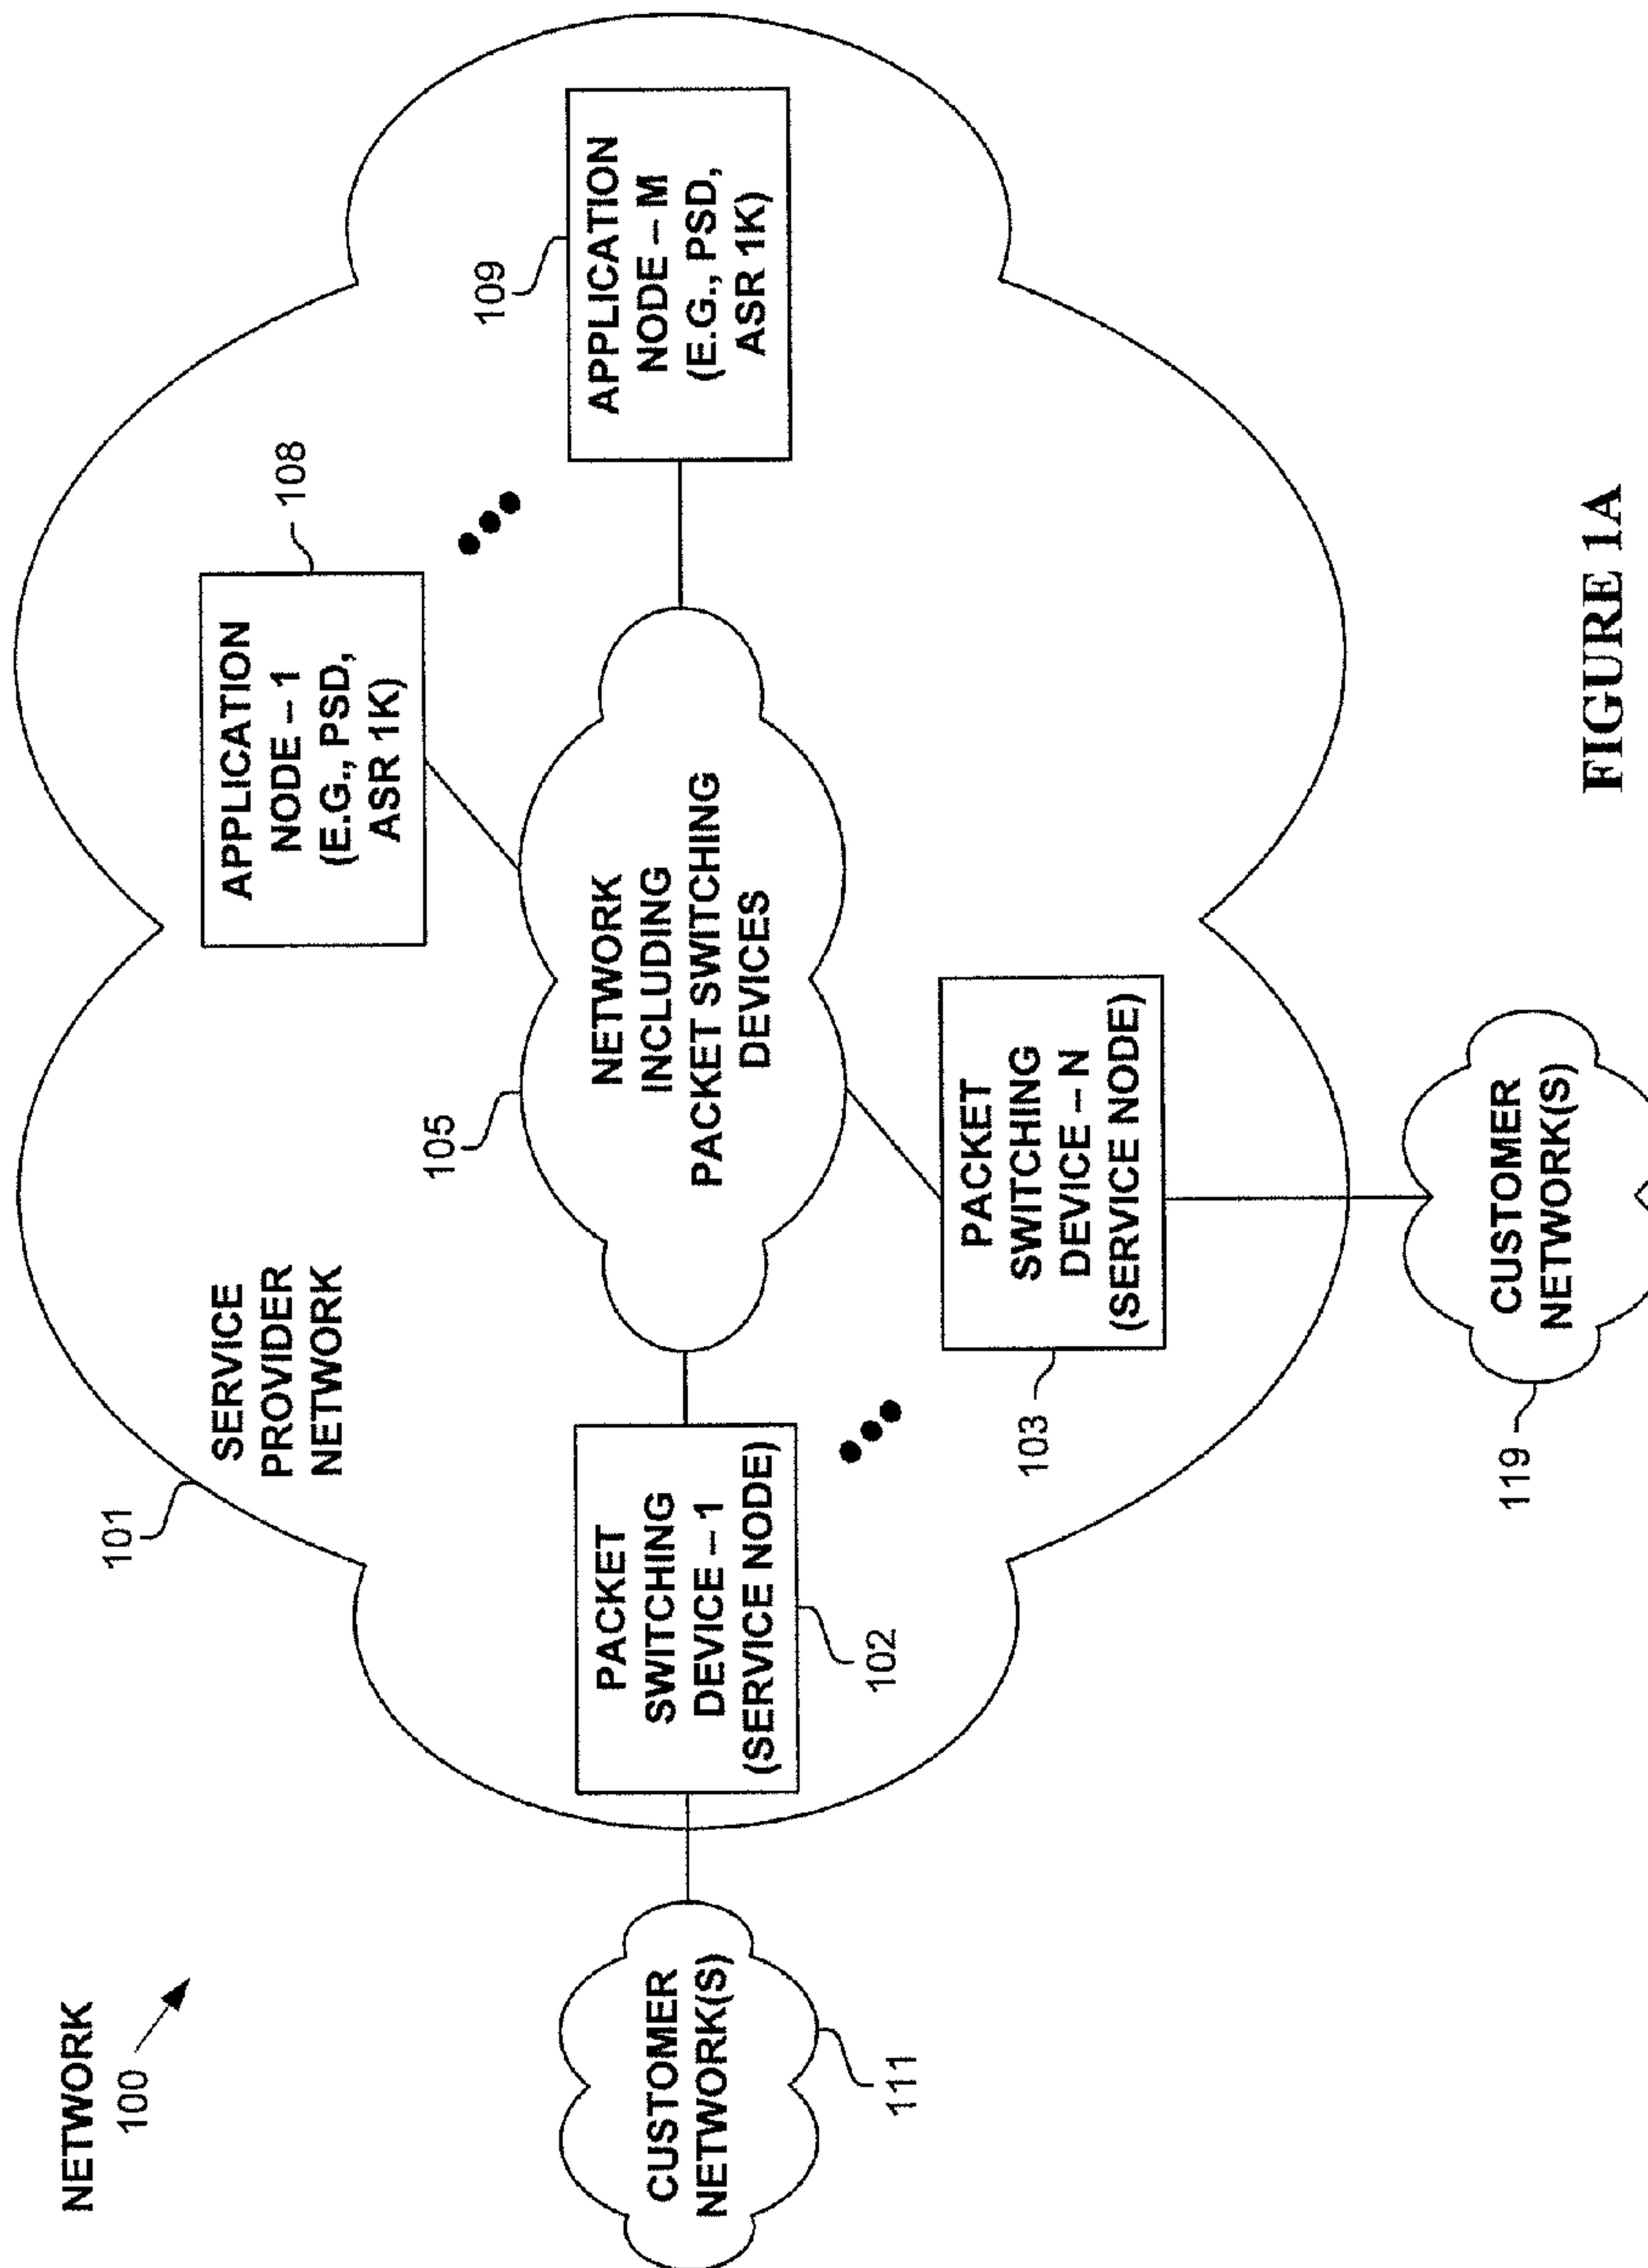 NETWORK
100
101
SERVICE
PROVIDER
NETWORK
108
APPLICATION
NODE – 1
(E.G., PSD,
ASR 1K)
105
NETWORK
INCLUDING
PACKET SWITCHING
DEVICES
109
APPLICATION
NODE – M
(E.G., PSD,
ASR 1K)
CUSTOMER
NETWORK(S)
111
PACKET
SWITCHING
DEVICE – 1
(SERVICE NODE)
102
PACKET
SWITCHING
DEVICE – N
(SERVICE NODE)
103
CUSTOMER
NETWORK(S)
119
FIGURE 1A